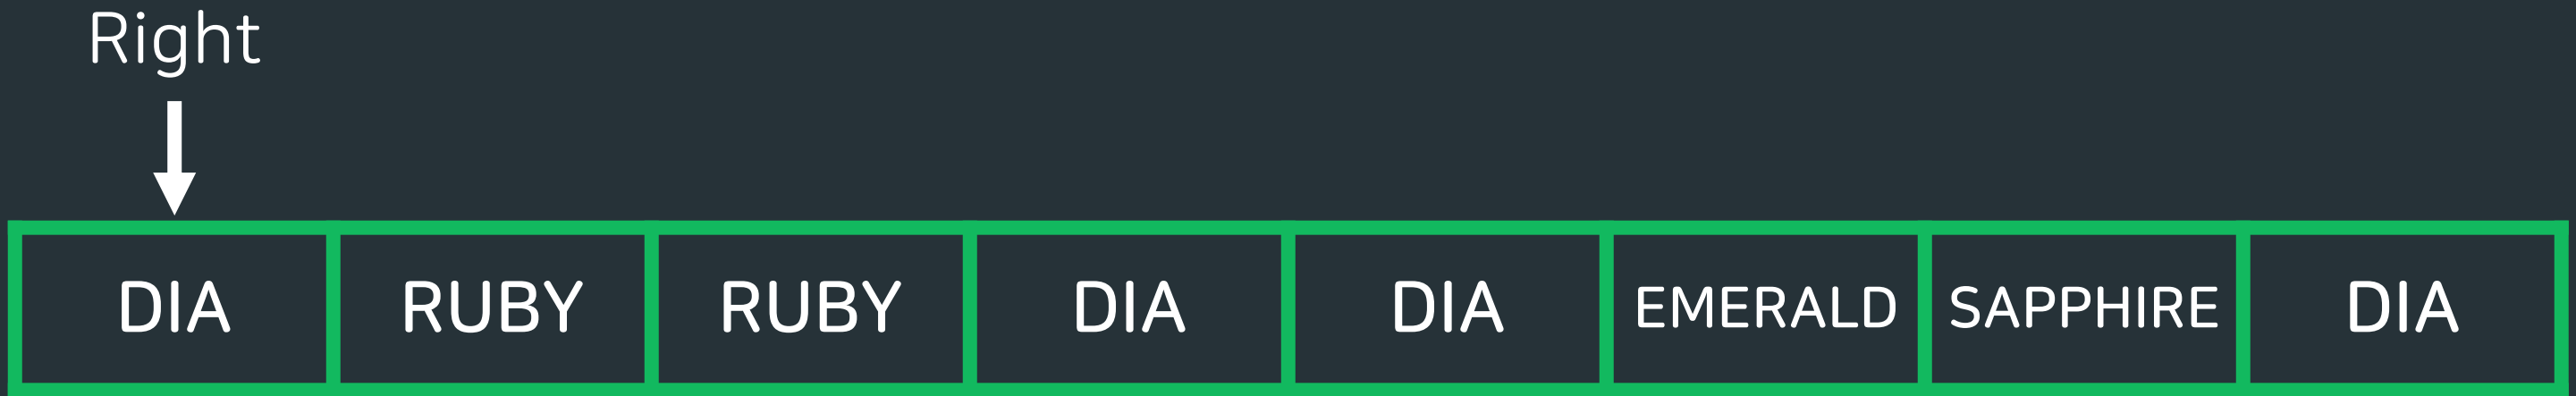 Right
DIA RUBY RUBY DIA DIA EMERALD SAPPHIRE DIA